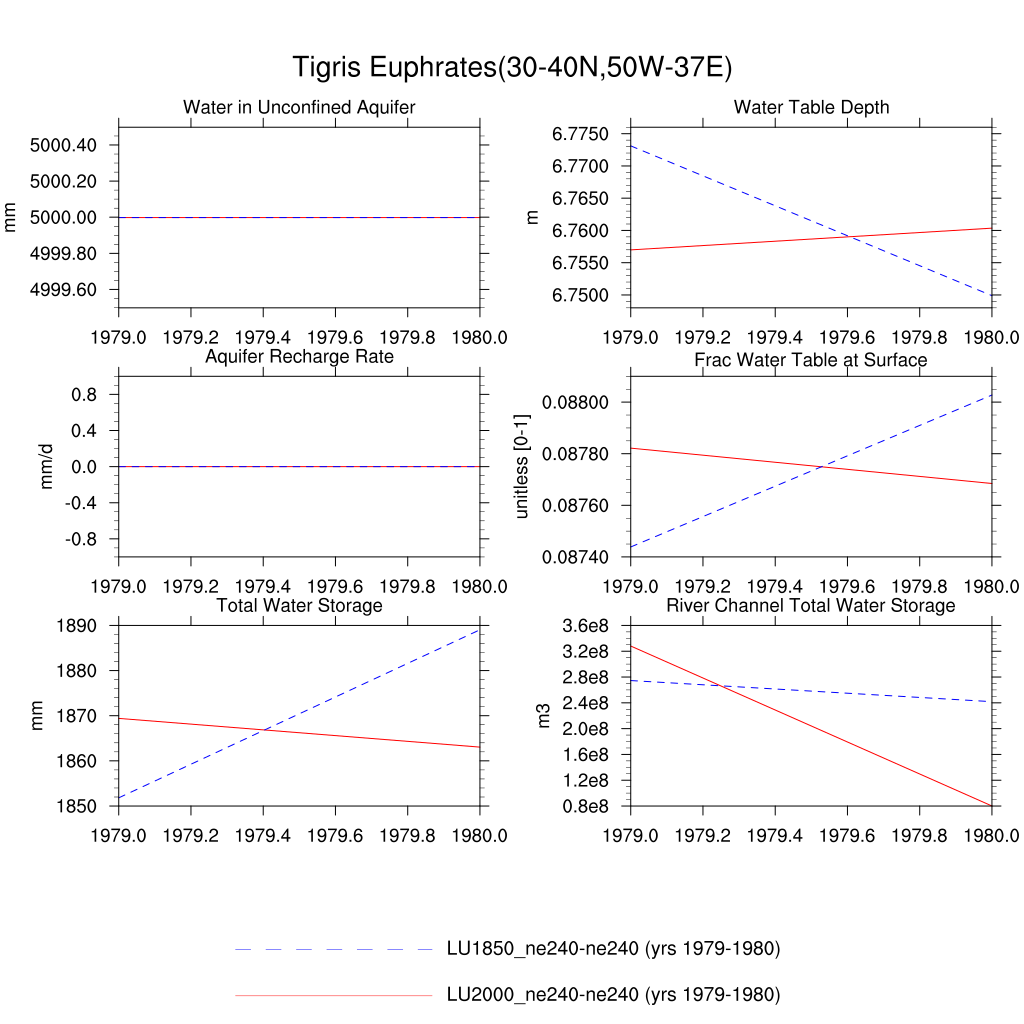 Tigris Euphrates(30-40N,50W-37E)
Water in Unconfined Aquifer
mm
5000.40
5000.20
5000.00
4999.80
4999.60
1979.0 1979.2 1979.4 1979.6 1979.8 1980.0
Water Table Depth
m
6.7750
6.7700
6.7650
6.7600
6.7550
6.7500
1979.0 1979.2 1979.4 1979.6 1979.8 1980.0
Aquifer Recharge Rate
mm/d
0.8
0.4
0.0
-0.4
-0.8
1979.0 1979.2 1979.4 1979.6 1979.8 1980.0
Frac Water Table at Surface
unitless [0-1]
0.08800
0.08780
0.08760
0.08740
1979.0 1979.2 1979.4 1979.6 1979.8 1980.0
Total Water Storage
mm
1890
1880
1870
1860
1850
1979.0 1979.2 1979.4 1979.6 1979.8 1980.0
River Channel Total Water Storage
m3
3.6e8
3.2e8
2.8e8
2.4e8
2.0e8
1.6e8
1.2e8
0.8e8
1979.0 1979.2 1979.4 1979.6 1979.8 1980.0
LU1850_ne240-ne240 (yrs 1979-1980)
LU2000_ne240-ne240 (yrs 1979-1980)